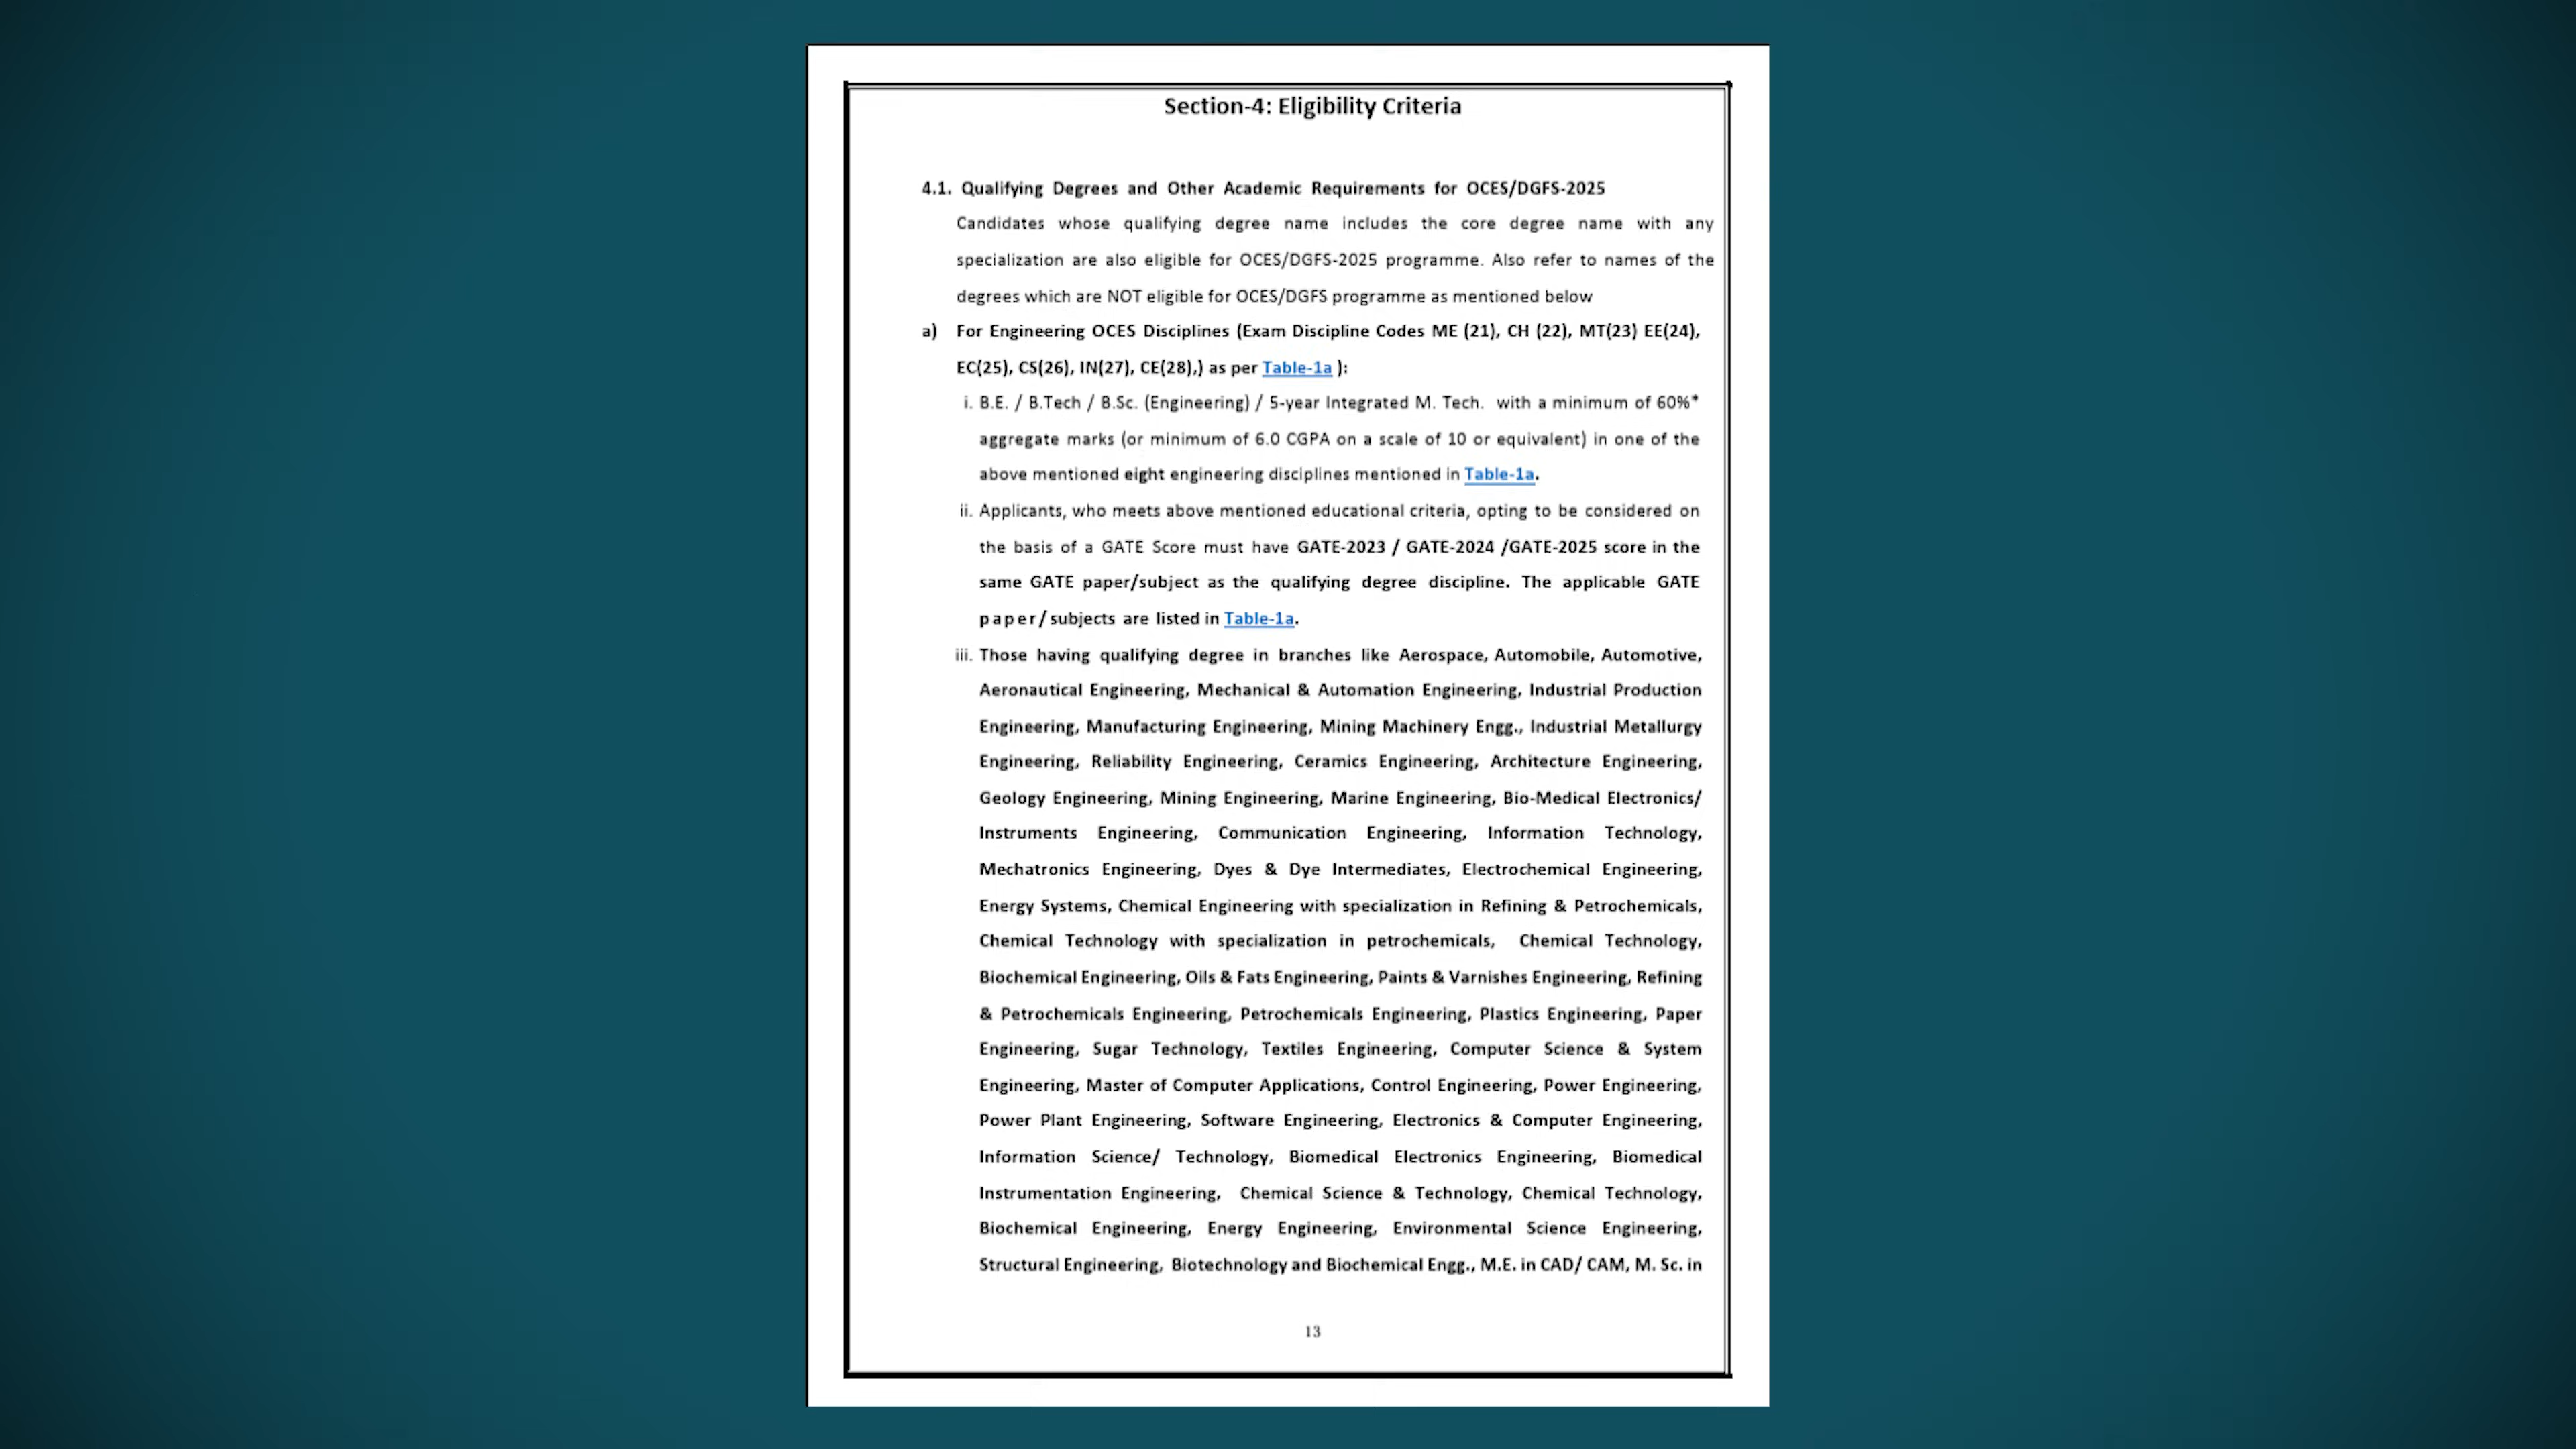 Section-4: Eligibility Criteria
4.1. Qualifying Degrees and Other Academic Requirements for OCES/DGFS-2025
Candidates whose qualifying degree name includes the core degree name with any
specialization are also eligible for OCES/DGFS-2025 programme. Also refer to names of the
degrees which are NOT eligible for OCES/DGFS programme as mentioned below
a) For Engineering OCES Disciplines (Exam Discipline Codes ME (21), CH (22), MT(23) EE(24),
EC(25), CS(26), IN(27), CE(28),) as per Table-1a ):
i. B.E. / B.Tech / B.Sc. (Engineering) / 5-year Integrated M. Tech. with a minimum of 60%*
aggregate marks (or minimum of 6.0 CGPA on a scale of 10 or equivalent) in one of the
above mentioned eight engineering disciplines mentioned in Table-1a.
ii. Applicants, who meets above mentioned educational criteria, opting to be considered on
the basis of a GATE Score must have GATE-2023 / GATE-2024 /GATE-2025 score in the
same GATE paper/subject as the qualifying degree discipline. The applicable GATE
paper/subjects are listed in Table-1a.
iii. Those having qualifying degree in branches like Aerospace, Automobile, Automotive,
Aeronautical Engineering, Mechanical & Automation Engineering, Industrial Production
Engineering, Manufacturing Engineering, Mining Machinery Engg., Industrial Metallurgy
Engineering, Reliability Engineering, Ceramics Engineering, Architecture Engineering,
Geology Engineering, Mining Engineering, Marine Engineering, Bio-Medical Electronics/
Instruments Engineering, Communication Engineering, Information Technology,
Mechatronics Engineering, Dyes & Dye Intermediates, Electrochemical Engineering,
Energy Systems, Chemical Engineering with specialization in Refining & Petrochemicals,
Chemical Technology with specialization in petrochemicals, Chemical Technology,
Biochemical Engineering, Oils & Fats Engineering, Paints & Varnishes Engineering, Refining
& Petrochemicals Engineering, Petrochemicals Engineering, Plastics Engineering, Paper
Engineering, Sugar Technology, Textiles Engineering, Computer Science & System
Engineering, Master of Computer Applications, Control Engineering, Power Engineering,
Power Plant Engineering, Software Engineering, Electronics & Computer Engineering,
Information Science/ Technology, Biomedical Electronics Engineering, Biomedical
Instrumentation Engineering, Chemical Science & Technology, Chemical Technology,
Biochemical Engineering, Energy Engineering, Environmental Science Engineering,
Structural Engineering, Biotechnology and Biochemical Engg., M.E. in CAD/ CAM, M. Sc. in
13